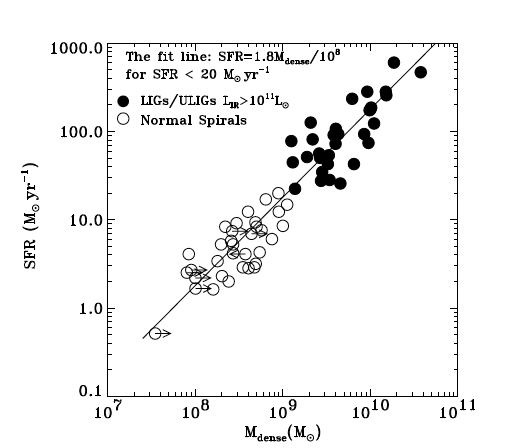 The fit line: SFR=1.8M_dense/10^8
for SFR < 20 M_⊙ yr^-1
LIGs/ULIGs L_IR>10^11L_⊙
Normal Spirals
1000.0
100.0
10.0
1.0
0.1
SFR (M_⊙ yr^-1)
10^7 10^8 10^9 10^10 10^11
M_dense(M_⊙)